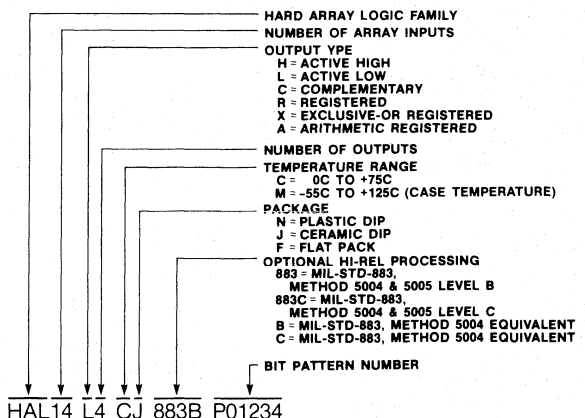 HARD ARRAY LOGIC FAMILY
NUMBER OF ARRAY INPUTS
OUTPUT YPE
H = ACTIVE HIGH
L = ACTIVE LOW
C = COMPLEMENTARY
R = REGISTERED
X = EXCLUSIVE-OR REGISTERED
A = ARITHMETIC REGISTERED
NUMBER OF OUTPUTS
TEMPERATURE RANGE
C = 0C TO +75C
M = -55C TO +125C (CASE TEMPERATURE)
PACKAGE
N = PLASTIC DIP
J = CERAMIC DIP
F = FLAT PACK
OPTIONAL HI-REL PROCESSING
883 = MIL-STD-883,
METHOD 5004 & 5005 LEVEL B
883C = MIL-STD-883,
METHOD 5004 & 5005 LEVEL C
B = MIL-STD-883, METHOD 5004 EQUIVALENT
C = MIL-STD-883, METHOD 5004 EQUIVALENT
BIT PATTERN NUMBER
HAL14 L4 CJ 883B P01234